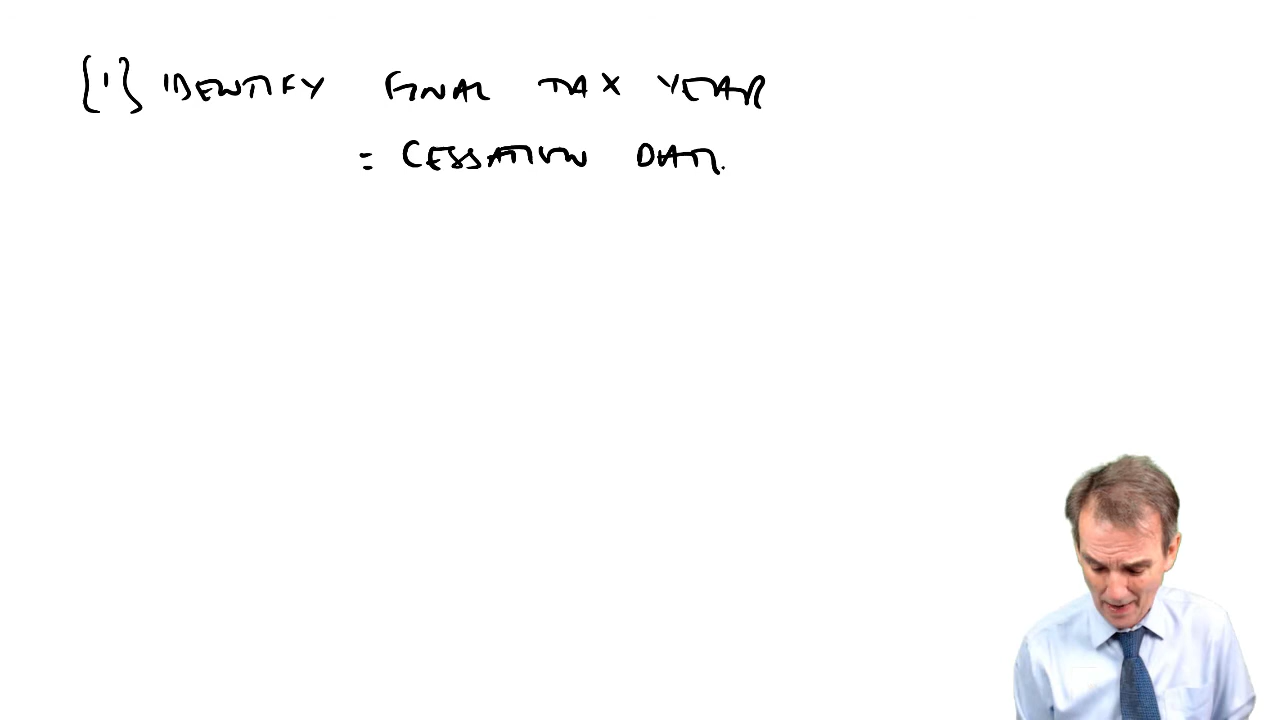 {1} IDENTIFY FINAL TAX YEAR
= CESSATION DATE